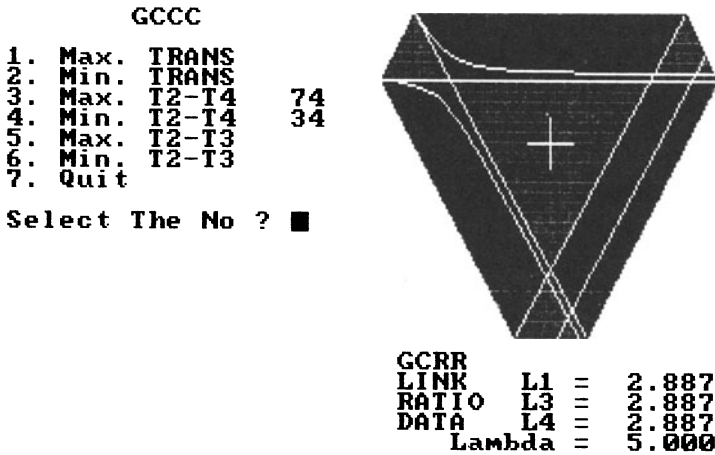 GCCC
1. Max. TRANS
2. Min. TRANS
3. Max. T2-T4 74
4. Min. T2-T4 34
5. Max. T2-T3
6. Min. T2-T3
7. Quit
Select The No ?
GCRR
LINK L1 = 2.887
RATIO L3 = 2.887
DATA L4 = 2.887
Lambda = 5.000